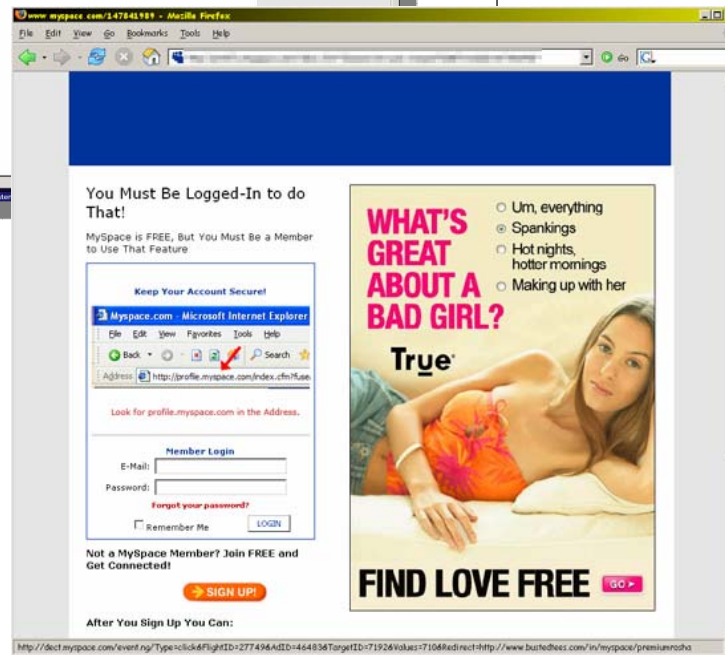 www myspace com/147841989 - Mozilla Firefox
File Edit View Go Bookmarks Tools Help
Go
You Must Be Logged-In to do
That!
MySpace is FREE, But You Must Be a Member
to Use That Feature
Keep Your Account Secure!
Myspace.com - Microsoft Internet Explorer
File Edit View Favorites Tools Help
Back Search
Address http://profile.myspace.com/index.cfm?fusea
Look for profile.myspace.com in the Address.
Member Login
E-Mail:
Password:
Forgot your password?
Remember Me LOGIN
Not a MySpace Member? Join FREE and
Get Connected!
SIGN UP!
After You Sign Up You Can:
WHAT'S
GREAT
ABOUT A
BAD GIRL?
Um, everything
Spankings
Hot nights,
hotter mornings
Making up with her
True
FIND LOVE FREE GO
http://dect.myspace.com/event.ng/Type=click&FlightID=27749&AdID=46483&TargetID=7192&Values=710&Redirect=http://www.bustedtees.com/in/myspace/premiumrosha